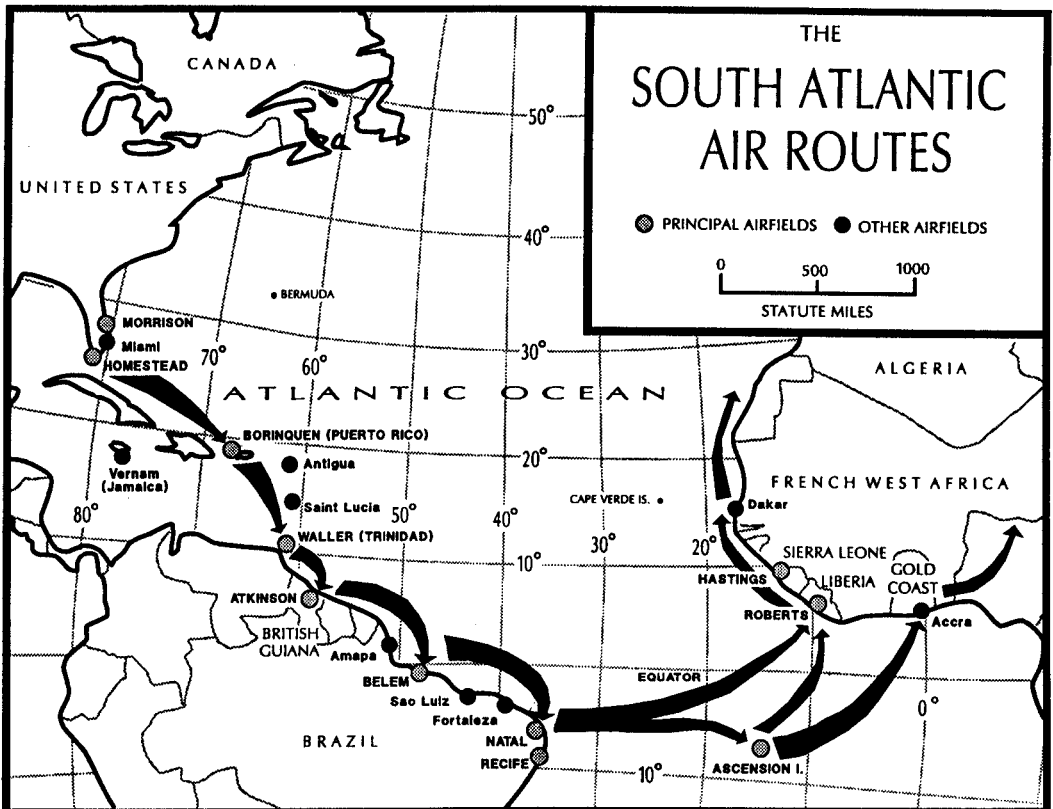 THE
SOUTH ATLANTIC
AIR ROUTES
PRINCIPAL AIRFIELDS
OTHER AIRFIELDS
0 500 1000
STATUTE MILES
CANADA
UNITED STATES
50°
40°
BERMUDA
MORRISON
Miami
HOMESTEAD
70°
60°
30°
ALGERIA
ATLANTIC OCEAN
BORINQUEN (PUERTO RICO)
Antigua
20°
Vernam
(Jamaica)
Saint Lucia
CAPE VERDE IS.
FRENCH WEST AFRICA
Dakar
80°
50°
40°
30°
20°
WALLER (TRINIDAD)
10°
SIERRA LEONE
HASTINGS
LIBERIA
GOLD
COAST
ATKINSON
ROBERTS
Accra
BRITISH
GUIANA
Amapa
BELEM
EQUATOR
Sao Luiz
Fortaleza
0°
BRAZIL
NATAL
RECIFE
10°
ASCENSION I.